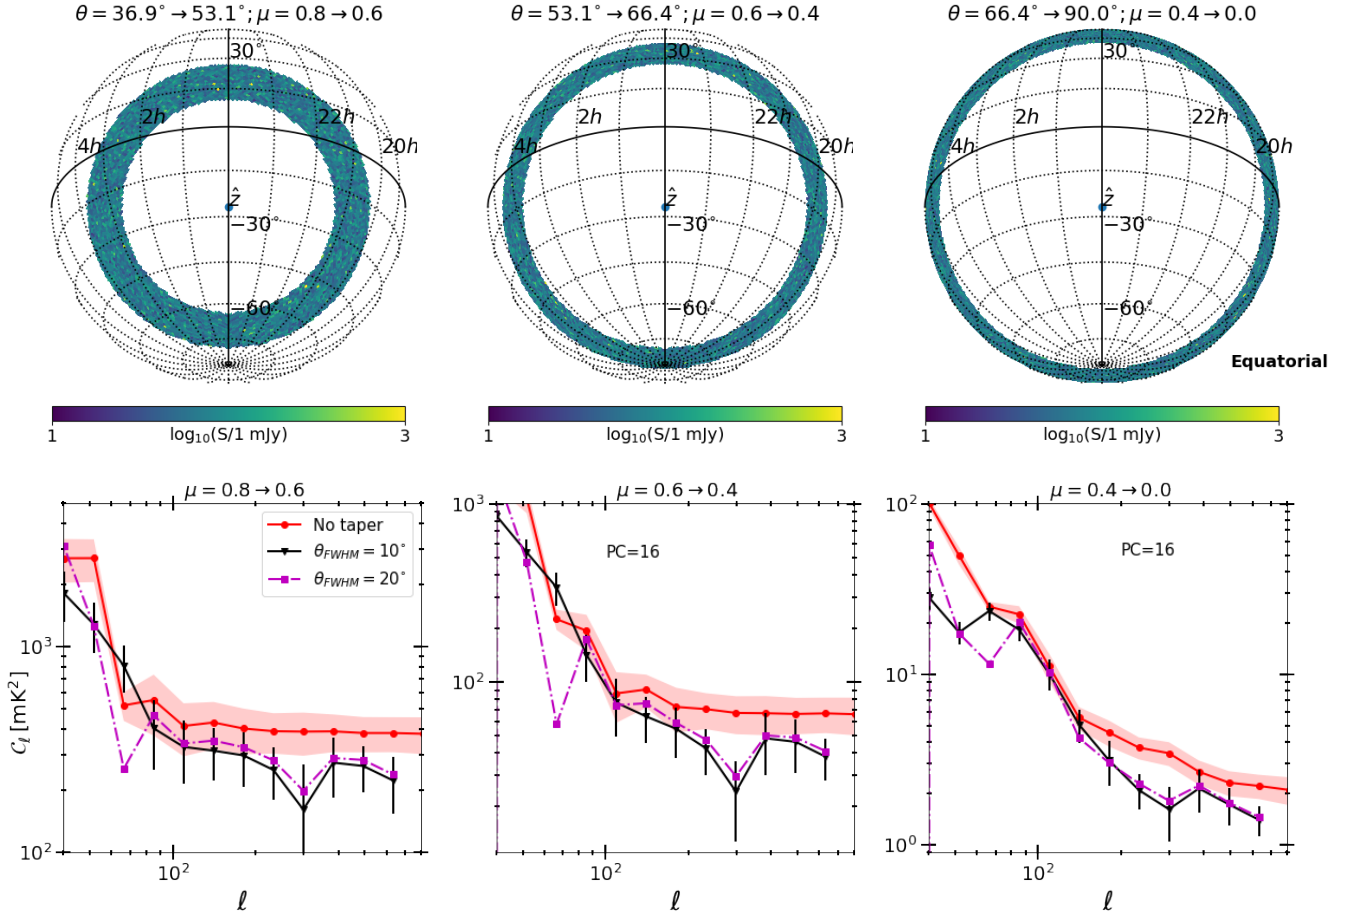 θ = 36.9° → 53.1°; μ = 0.8 → 0.6
30°
2h
22h
4h
20h
ẑ
−30°
−60°
1
3
log₁₀(S/1 mJy)
θ = 53.1° → 66.4°; μ = 0.6 → 0.4
30°
2h
22h
4h
20h
ẑ
−30°
−60°
1
3
log₁₀(S/1 mJy)
θ = 66.4° → 90.0°; μ = 0.4 → 0.0
30°
2h
22h
4h
20h
ẑ
−30°
−60°
Equatorial
1
3
log₁₀(S/1 mJy)
μ = 0.8 → 0.6
No taper
θ_FWHM = 10°
θ_FWHM = 20°
10³
10²
C_ℓ [mK²]
10²
ℓ
μ = 0.6 → 0.4
PC=16
10³
10²
10²
ℓ
μ = 0.4 → 0.0
PC=16
10²
10¹
10⁰
10²
ℓ